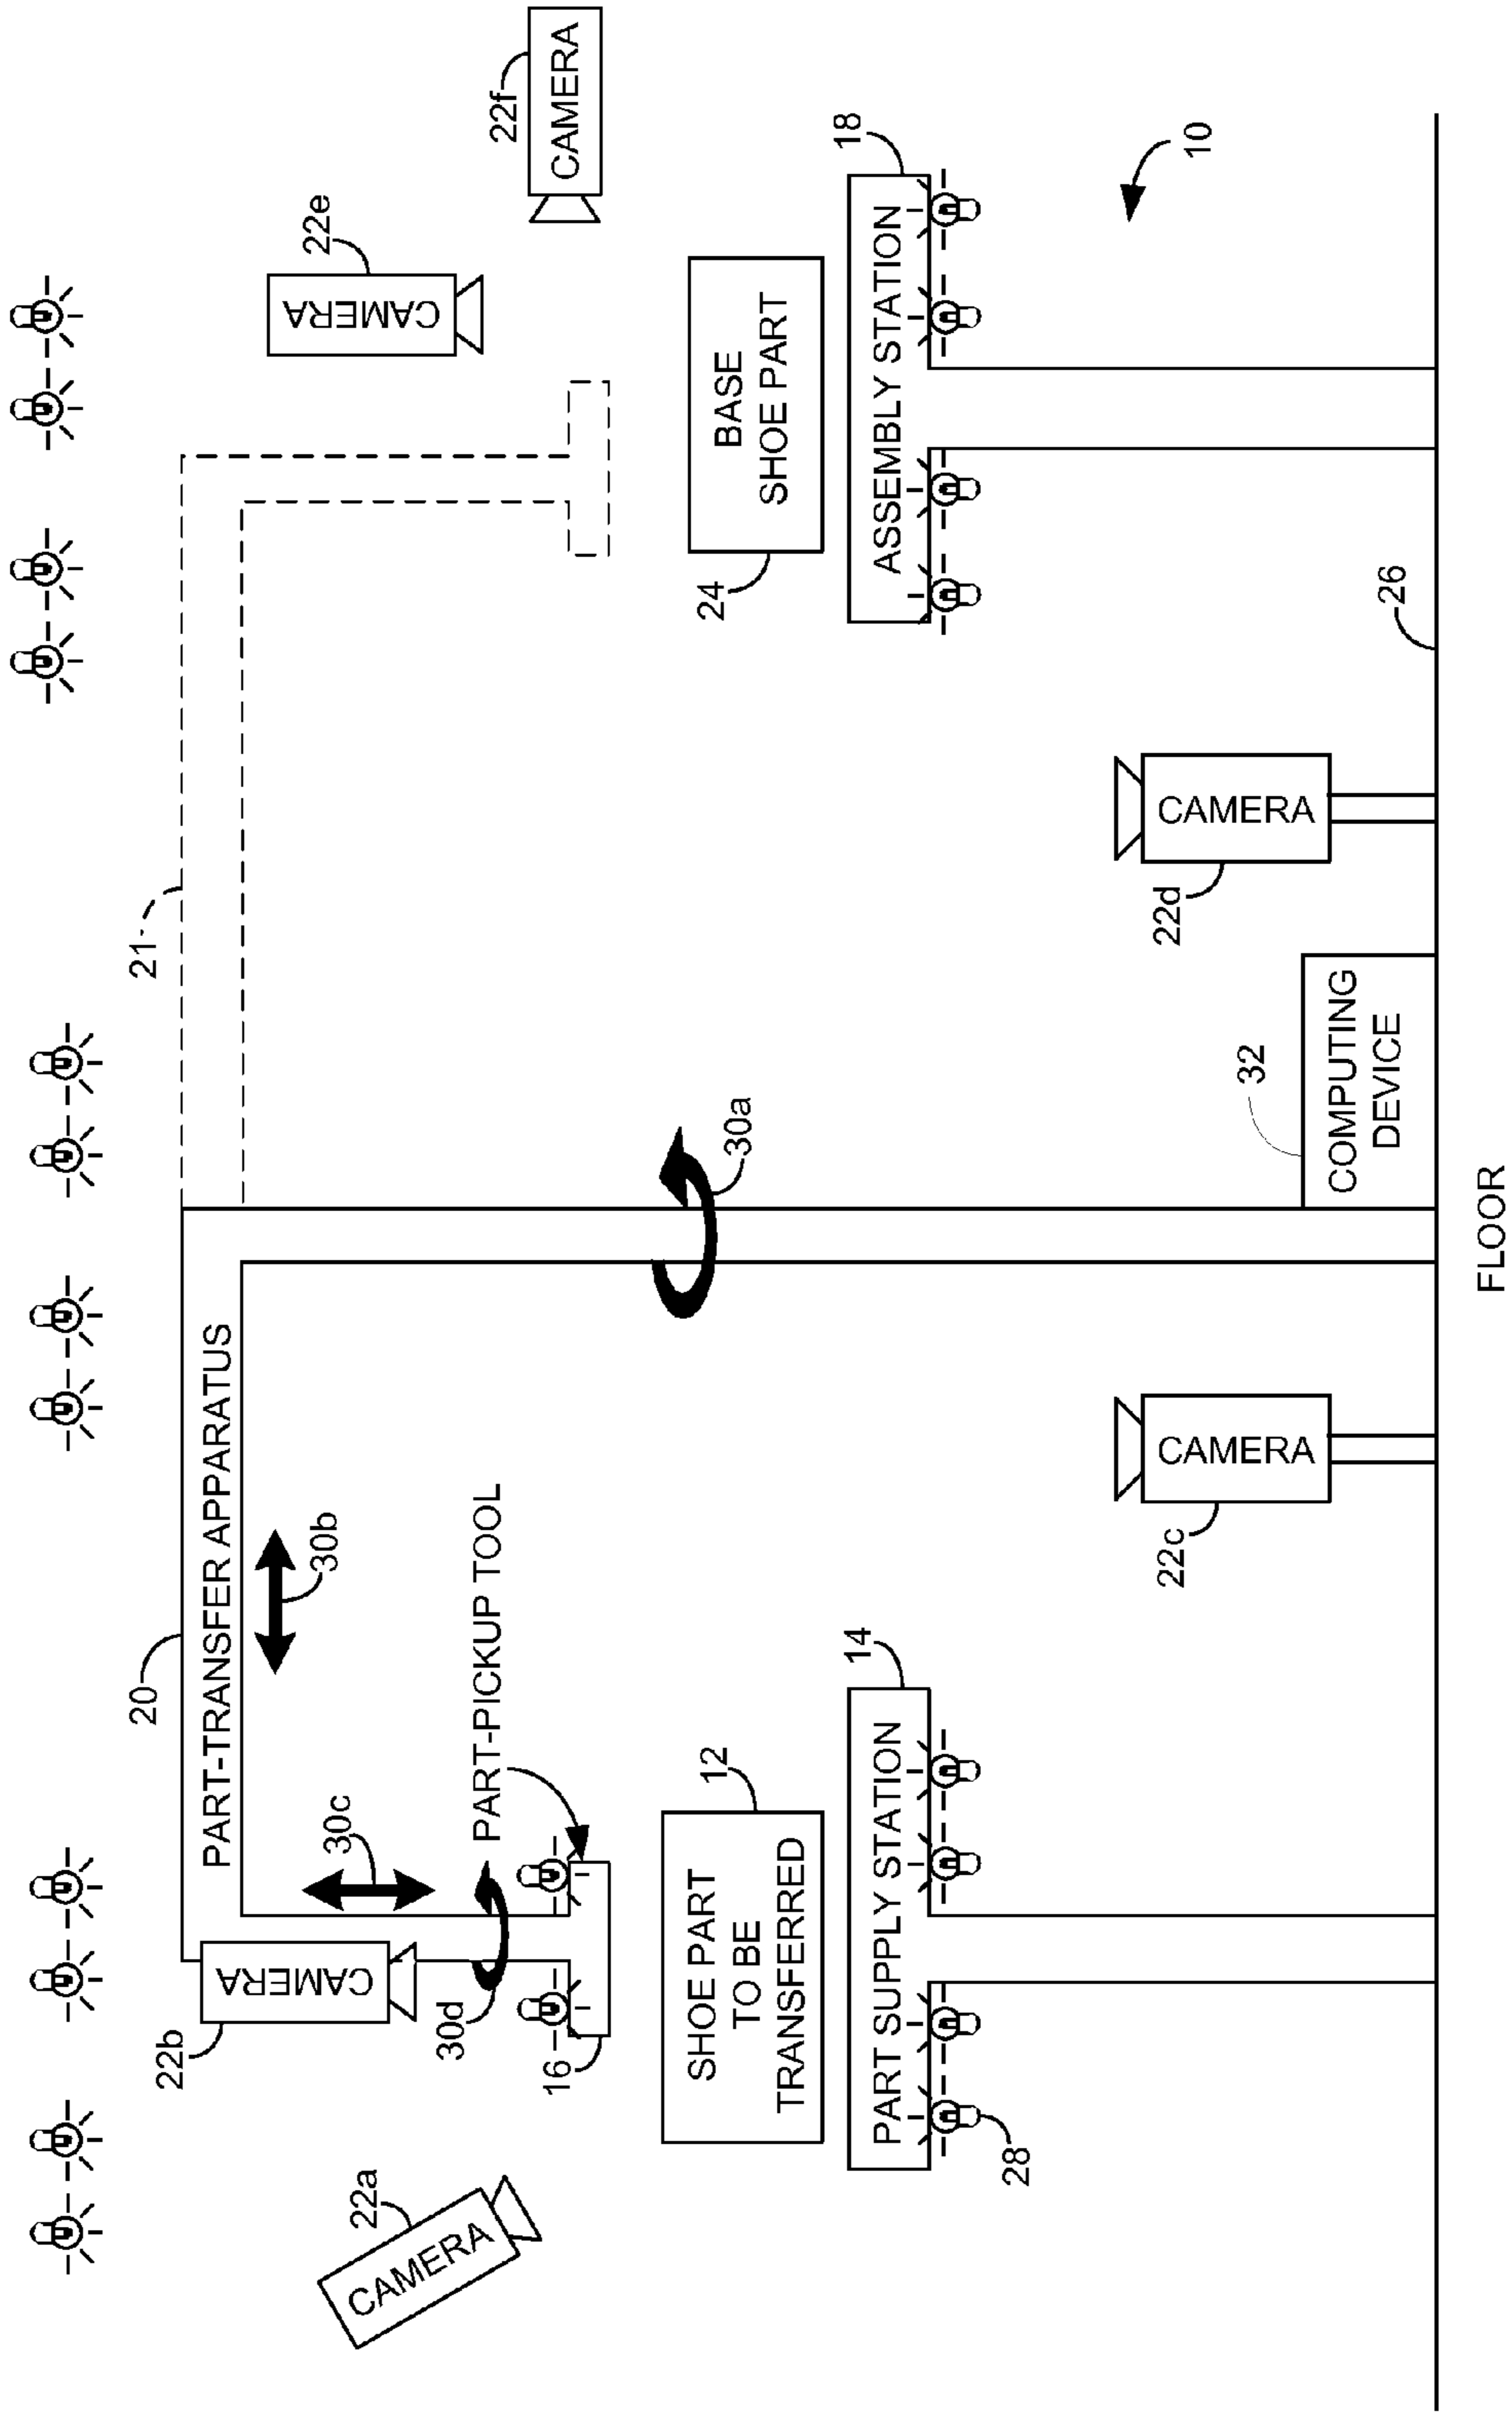 20
PART-TRANSFER APPARATUS
21
22b
CAMERA
30c
30b
22e
CAMERA
22a
CAMERA
30d
PART-PICKUP TOOL
22f
CAMERA
16
12
SHOE PART
TO BE
TRANSFERRED
30a
24
BASE
SHOE PART
14
PART SUPPLY STATION
18
ASSEMBLY STATION
28
10
22c
CAMERA
22d
CAMERA
32
COMPUTING
DEVICE
26
FLOOR